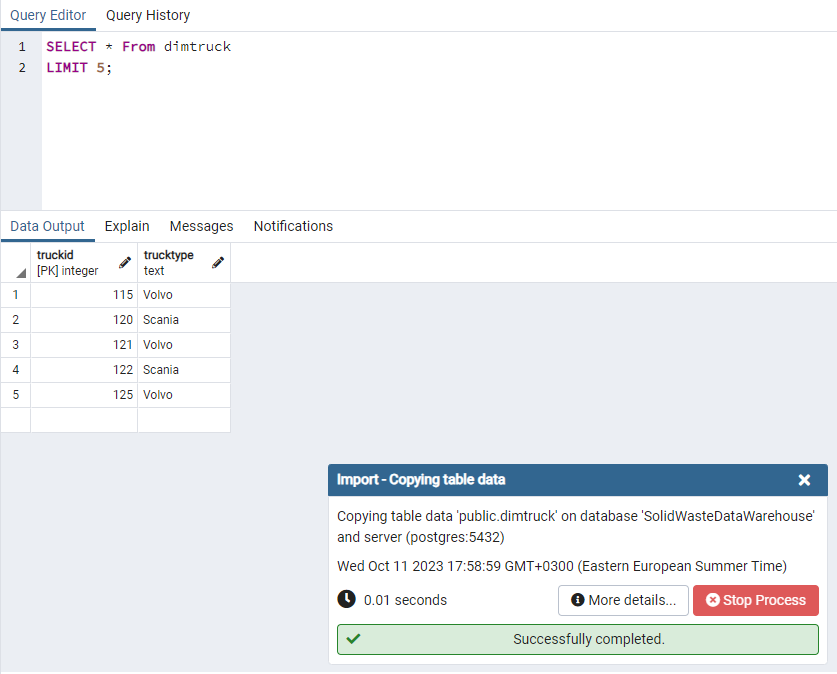 Query Editor Query History
1 SELECT * From dimtruck
2 LIMIT 5;
Data Output Explain Messages Notifications
truckid trucktype
[PK] integer text
1 115 Volvo
2 120 Scania
3 121 Volvo
4 122 Scania
5 125 Volvo
Import - Copying table data
Copying table data 'public.dimtruck' on database 'SolidWasteDataWarehouse'
and server (postgres:5432)
Wed Oct 11 2023 17:58:59 GMT+0300 (Eastern European Summer Time)
0.01 seconds More details... Stop Process
Successfully completed.